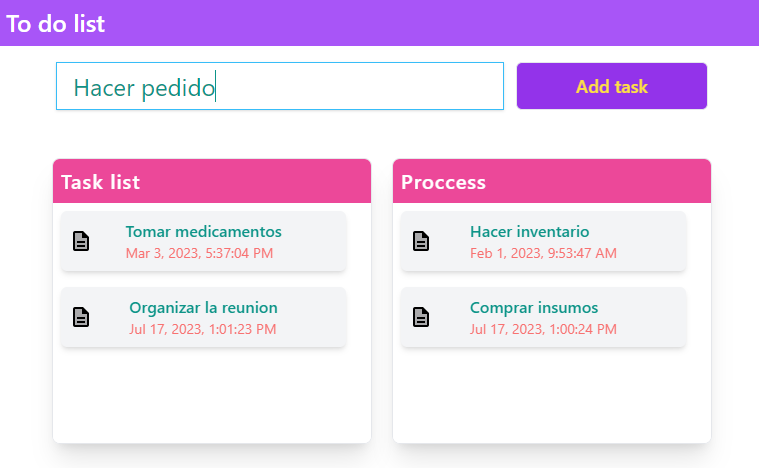 To do list
Hacer pedido
Add task
Task list
Tomar medicamentos
Mar 3, 2023, 5:37:04 PM
Organizar la reunion
Jul 17, 2023, 1:01:23 PM
Proccess
Hacer inventario
Feb 1, 2023, 9:53:47 AM
Comprar insumos
Jul 17, 2023, 1:00:24 PM